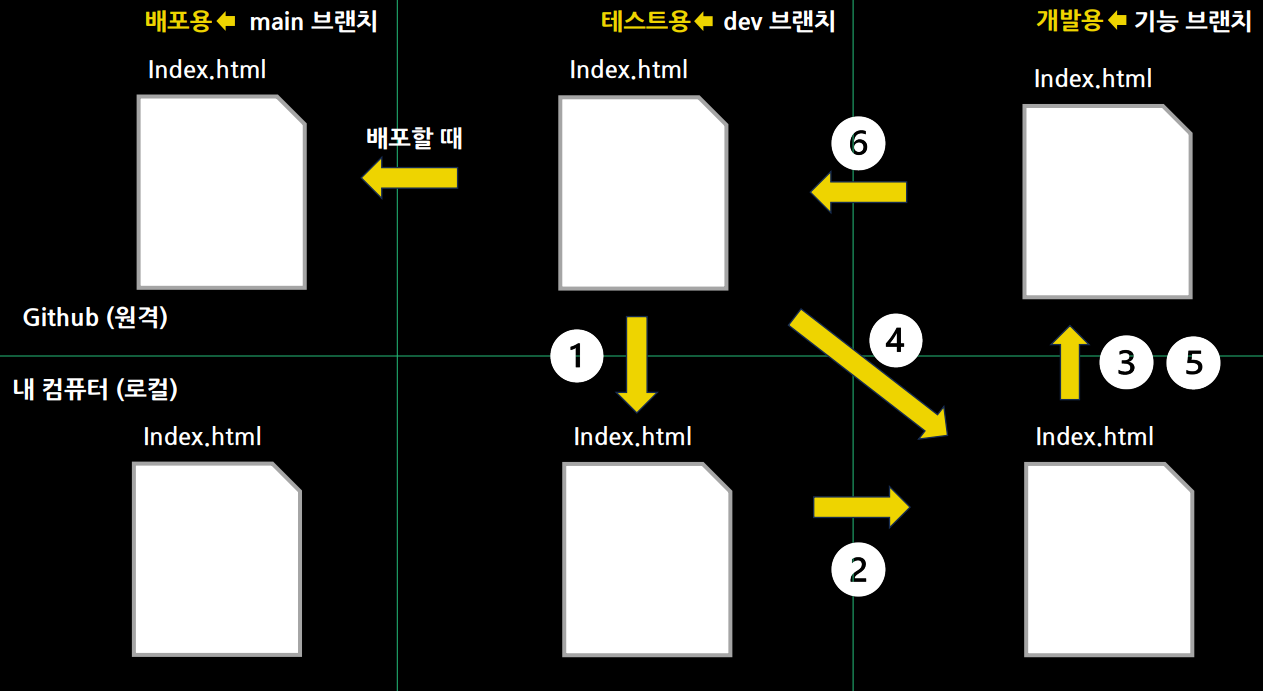 배포용 main 브랜치
테스트용 dev 브랜치
개발용 기능 브랜치
Index.html
Index.html
Index.html
배포할 때
6
Github (원격)
1
4
3
5
내 컴퓨터 (로컬)
Index.html
Index.html
Index.html
2